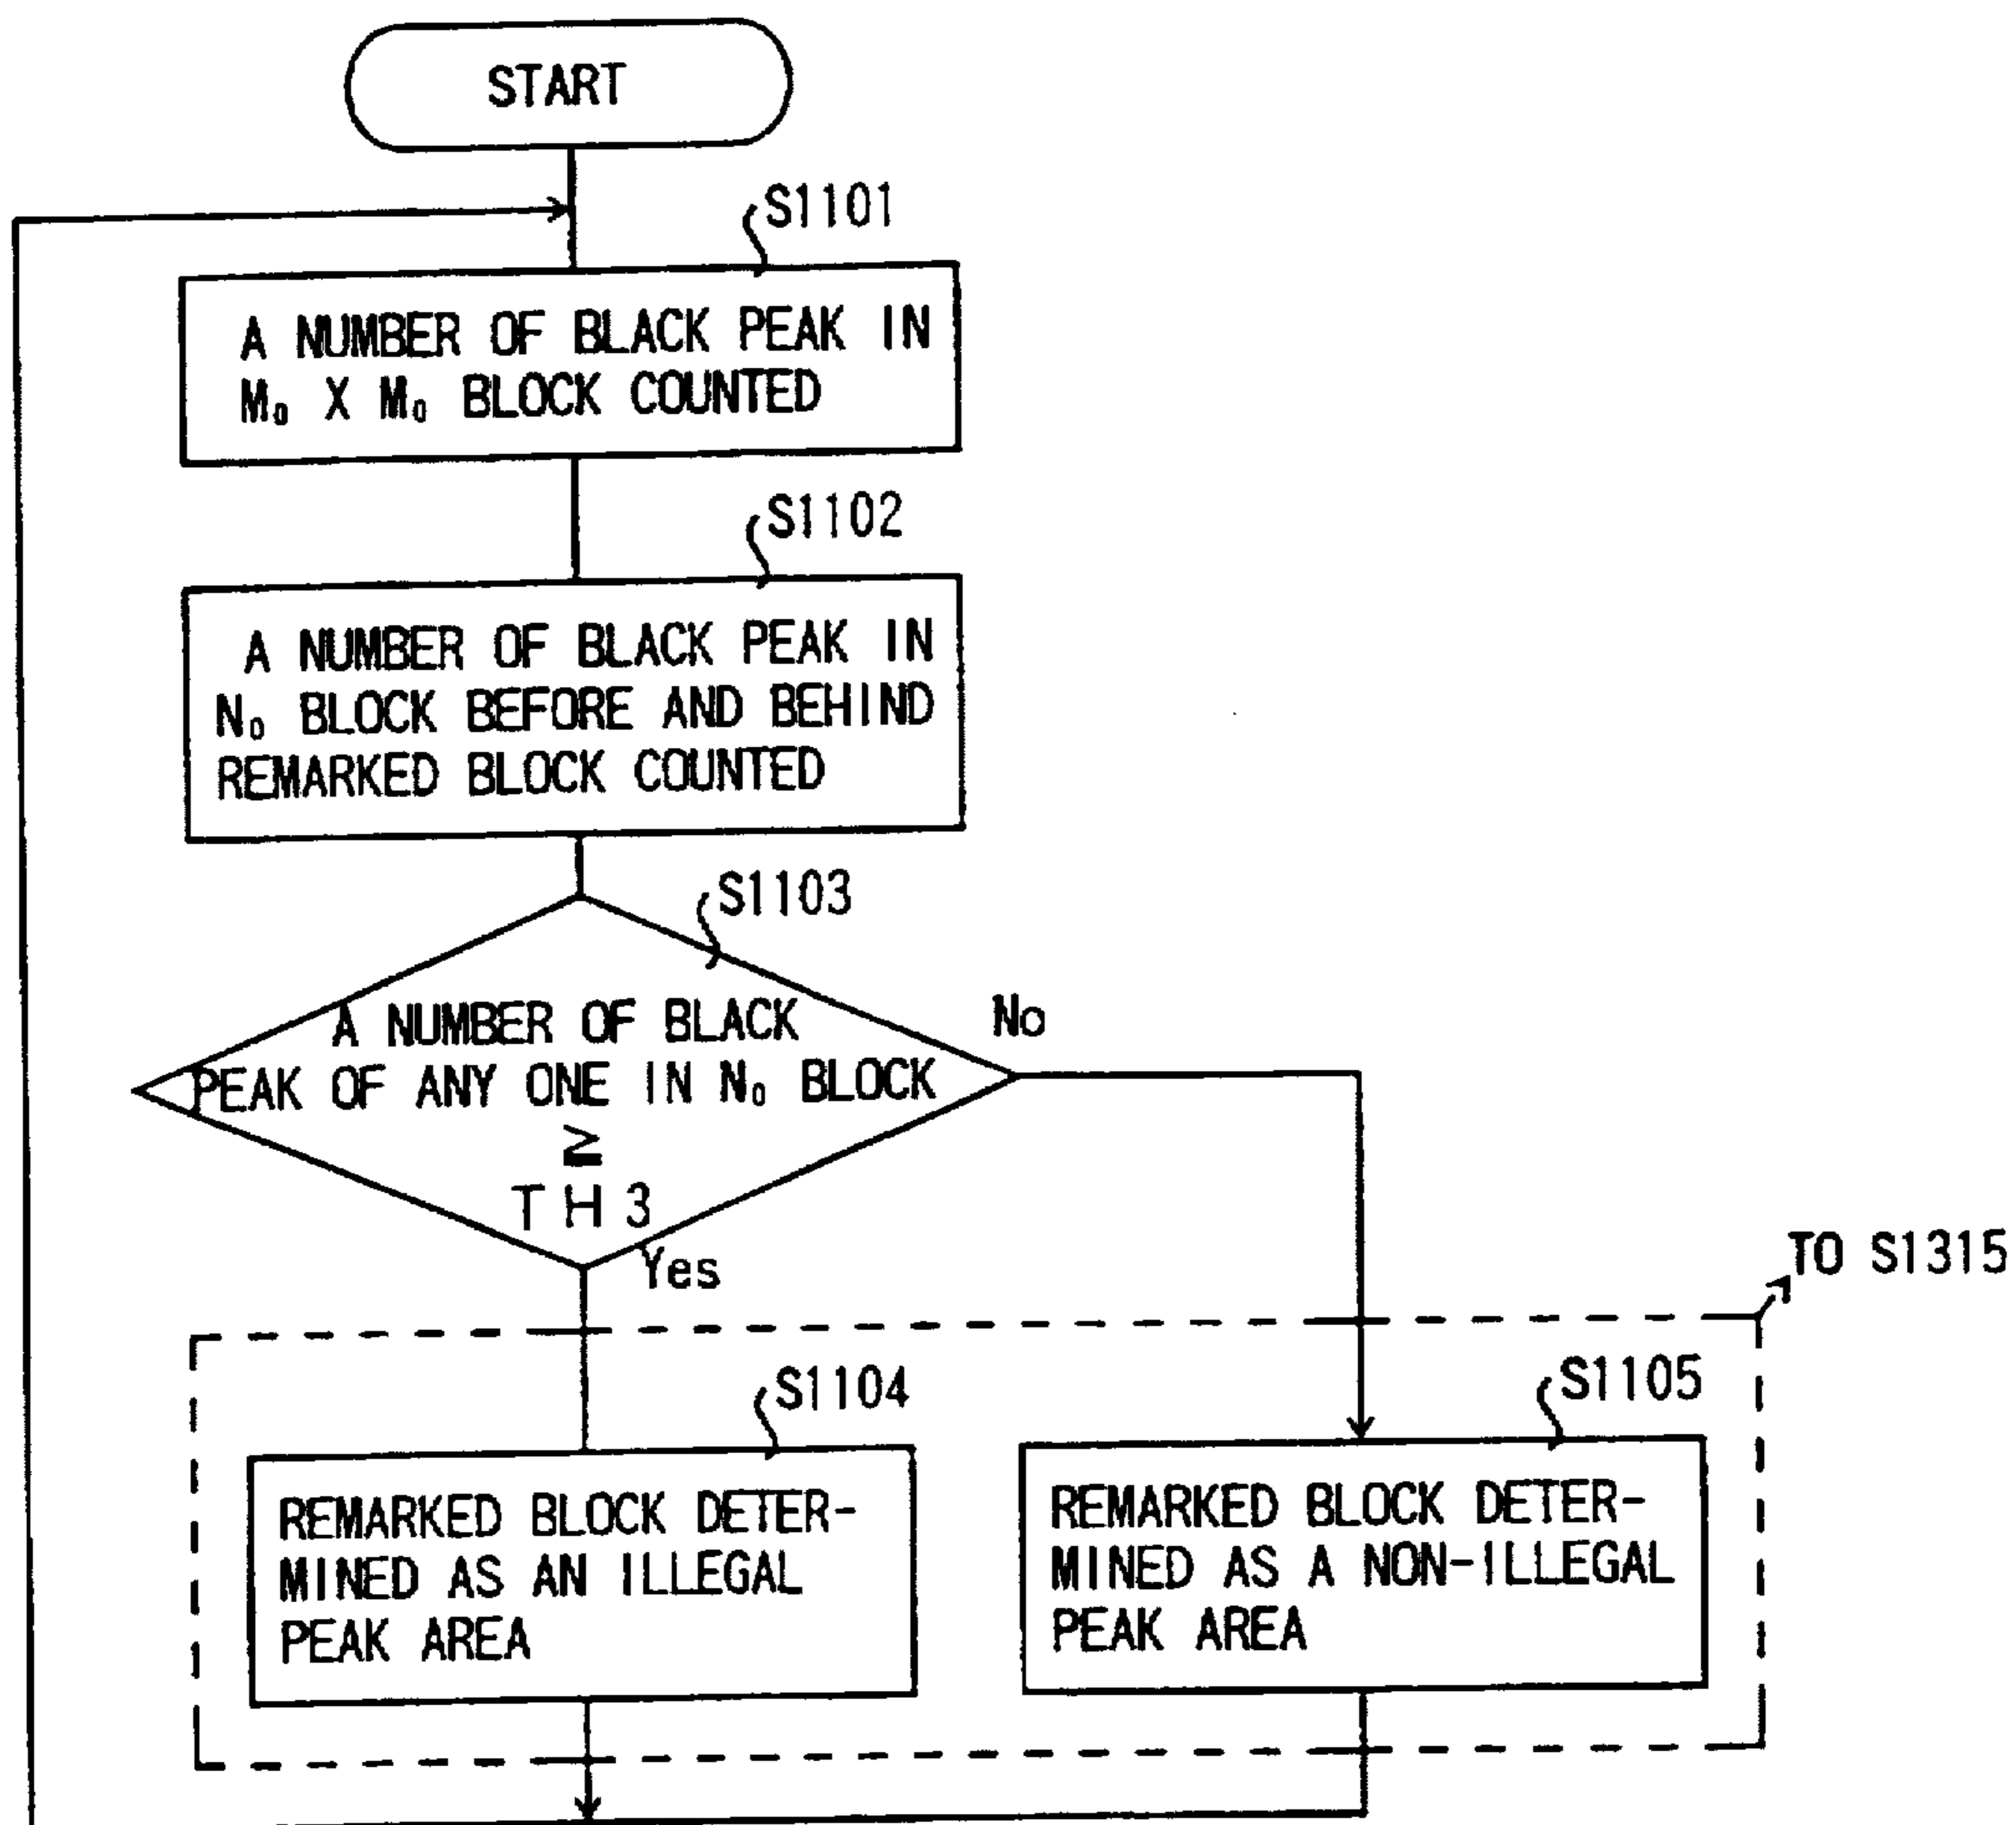 START
S1101
A NUMBER OF BLACK PEAK IN
M₀ X M₀ BLOCK COUNTED
S1102
A NUMBER OF BLACK PEAK IN
N₀ BLOCK BEFORE AND BEHIND
REMARKED BLOCK COUNTED
S1103
A NUMBER OF BLACK
PEAK OF ANY ONE IN N₀ BLOCK
≧
TH3
No
Yes
TO S1315
S1104
REMARKED BLOCK DETER-
MINED AS AN ILLEGAL
PEAK AREA
S1105
REMARKED BLOCK DETER-
MINED AS A NON-ILLEGAL
PEAK AREA